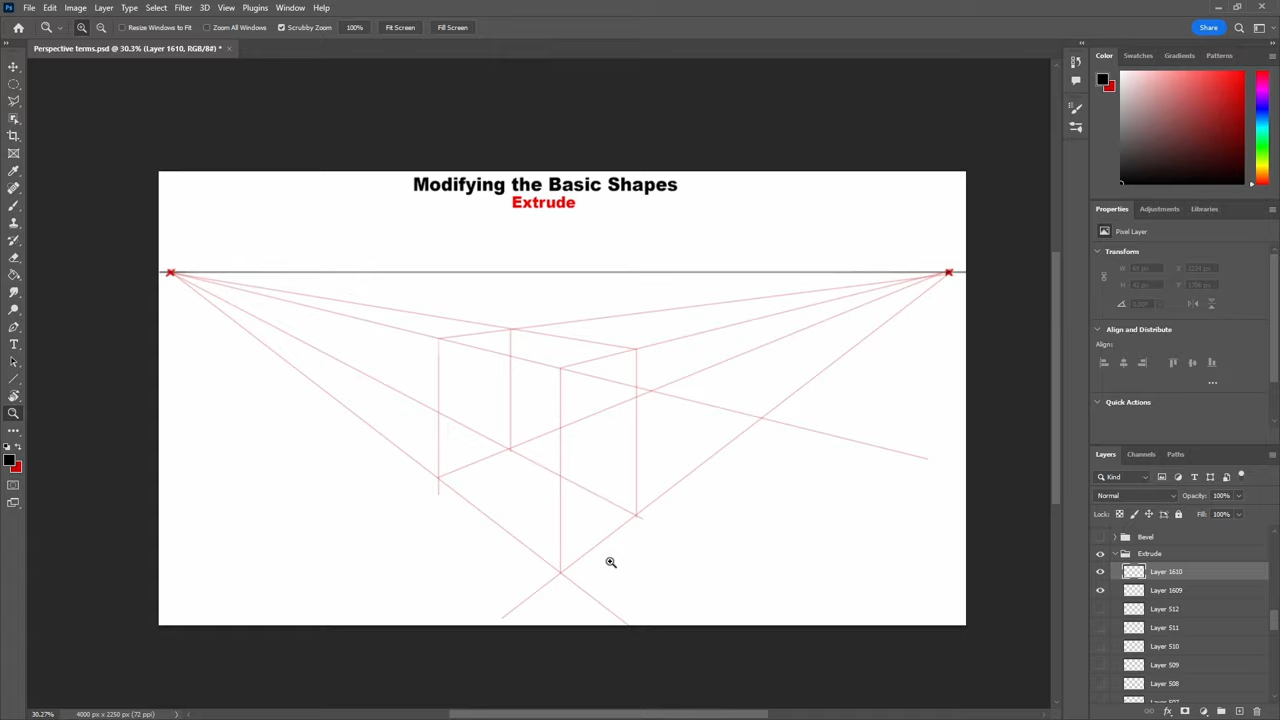 File Edit Image Layer Type Select Filter 3D View Plugins Window Help
Resize Windows to Fit Zoom All Windows Scrubby Zoom 100% Fit Screen Fill Screen Share
Perspective terms.psd @ 30.3% (Layer 1610, RGB/8#) * ×
Color Swatches Gradients Patterns
Modifying the Basic Shapes
Extrude
Properties Adjustments Libraries
Pixel Layer
Transform
Align and Distribute
Align:
Quick Actions
Layers Channels Paths
Kind
Normal Opacity: 100%
Lock: Fill: 100%
Bevel
Extrude
Layer 1610
Layer 1609
Layer 512
Layer 511
Layer 510
Layer 509
Layer 508
30.27% 4000 px x 2250 px (72 ppi)